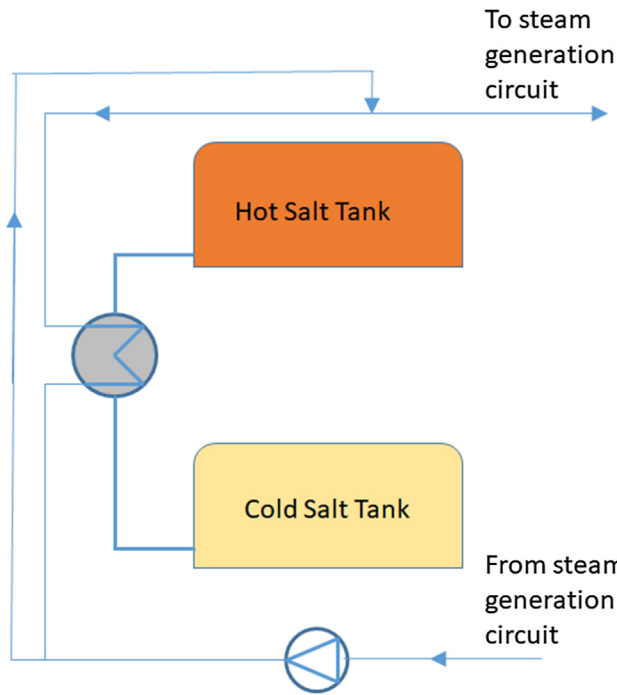 To steam
generation
circuit
Hot Salt Tank
Cold Salt Tank
From steam
generation
circuit